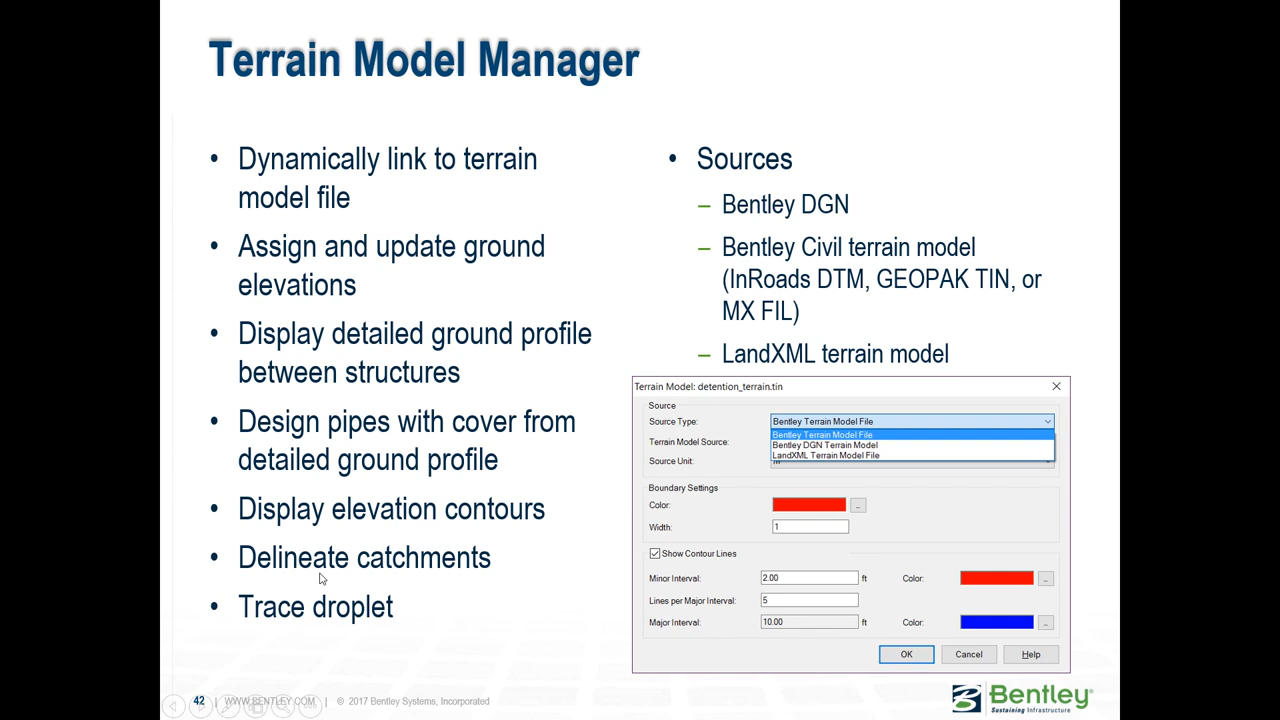 Terrain Model Manager
• Dynamically link to terrain
model file
• Assign and update ground
elevations
• Display detailed ground profile
between structures
• Design pipes with cover from
detailed ground profile
• Display elevation contours
• Delineate catchments
• Trace droplet
• Sources
– Bentley DGN
– Bentley Civil terrain model
(InRoads DTM, GEOPAK TIN, or
MX FIL)
– LandXML terrain model
Terrain Model: detention_terrain.tin
Source
Source Type: Bentley Terrain Model File
Bentley Terrain Model File
Terrain Model Source: Bentley DGN Terrain Model
LandXML Terrain Model File
Source Unit:
Boundary Settings
Color: ...
Width: 1
Show Contour Lines
Minor Interval: 2.00 ft Color: ...
Lines per Major Interval: 5
Major Interval: 10.00 ft Color: ...
OK Cancel Help
42 WWW.BENTLEY.COM | © 2017 Bentley Systems, Incorporated
Bentley®
Sustaining Infrastructure